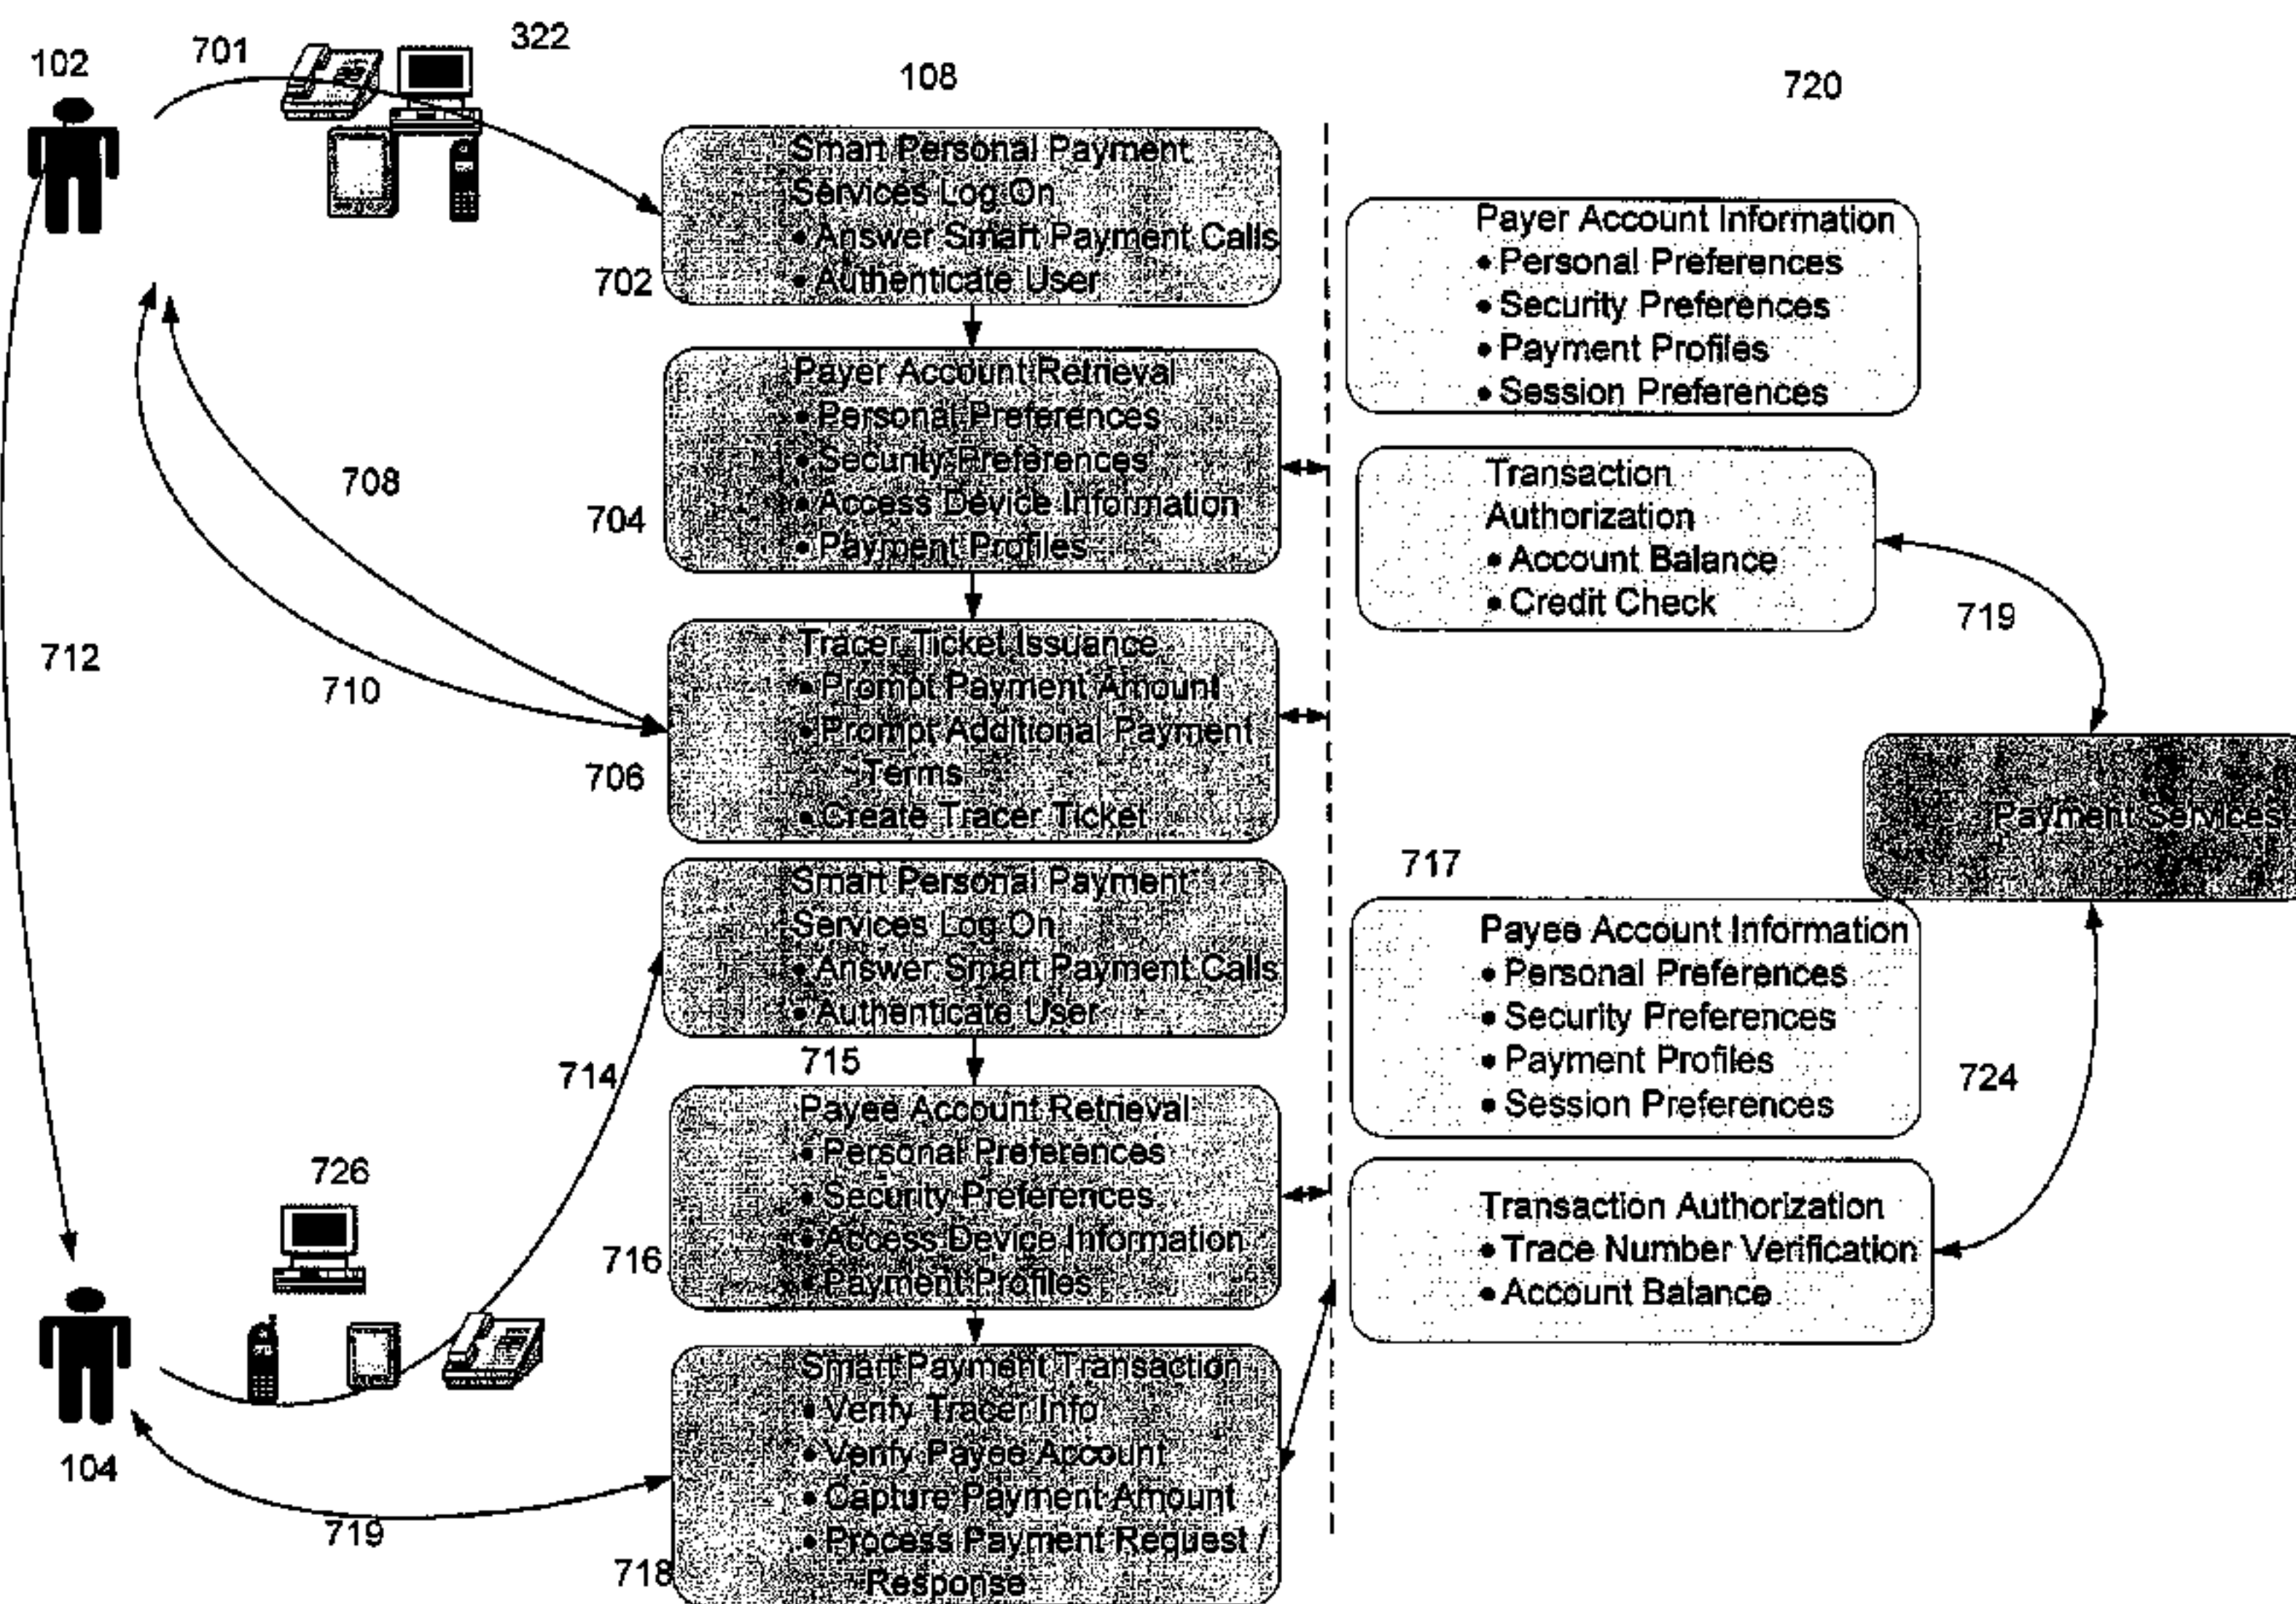 102
701
322
108
720
Smart Personal Payment
Services Log On
• Answer Smart Payment Calls
• Authenticate User
702
Payer Account Information
• Personal Preferences
• Security Preferences
• Payment Profiles
• Session Preferences
Payer Account Retrieval
• Personal Preferences
• Security Preferences
• Access Device Information
• Payment Profiles
704
708
Transaction
Authorization
• Account Balance
• Credit Check
719
712
710
Tracer Ticket Issuance
• Prompt Payment Amount
• Prompt Additional Payment
Terms
• Create Tracer Ticket
706
Payment Services
717
Smart Personal Payment
Services Log On
• Answer Smart Payment Calls
• Authenticate User
714
715
Payee Account Information
• Personal Preferences
• Security Preferences
• Payment Profiles
• Session Preferences
724
Payee Account Retrieval
• Personal Preferences
• Security Preferences
• Access Device Information
• Payment Profiles
716
726
Transaction Authorization
• Trace Number Verification
• Account Balance
104
719
Smart Payment Transaction
• Verify Tracer Info
• Verify Payee Account
• Capture Payment Amount
• Process Payment Request /
Response
718